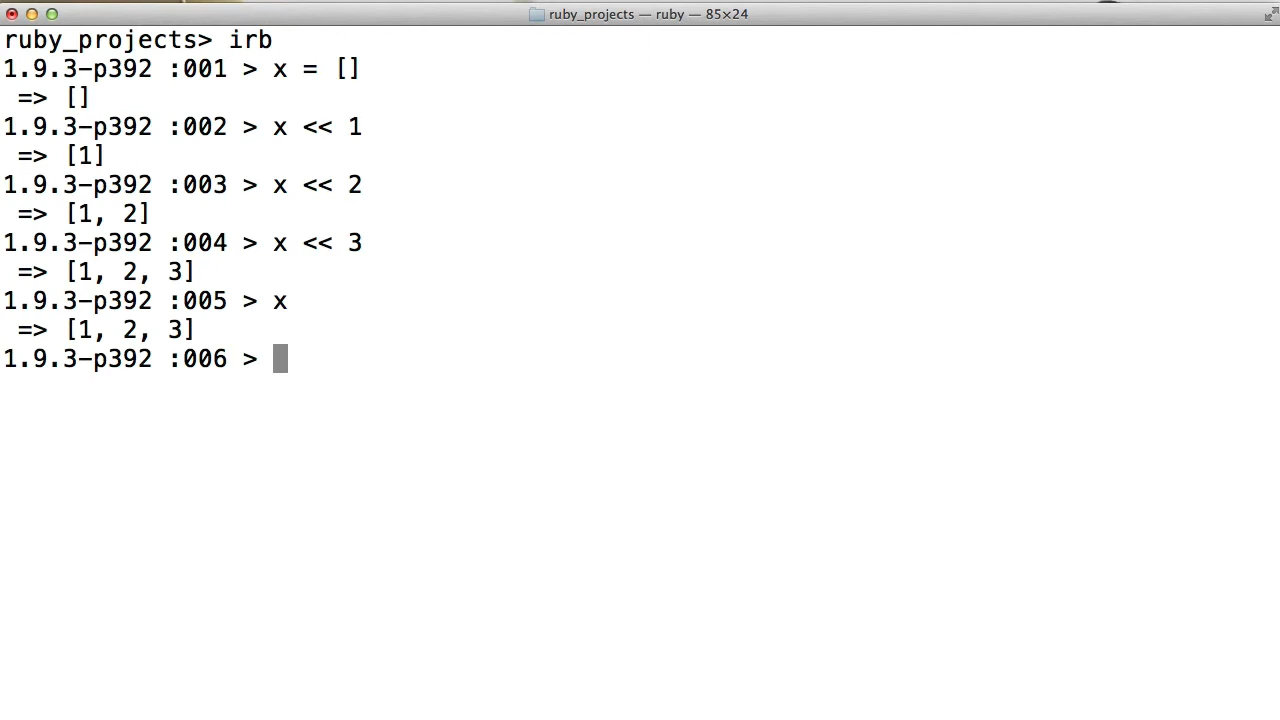 ruby_projects — ruby — 85×24
ruby_projects> irb
1.9.3-p392 :001 > x = []
 => []
1.9.3-p392 :002 > x << 1
 => [1]
1.9.3-p392 :003 > x << 2
 => [1, 2]
1.9.3-p392 :004 > x << 3
 => [1, 2, 3]
1.9.3-p392 :005 > x
 => [1, 2, 3]
1.9.3-p392 :006 >